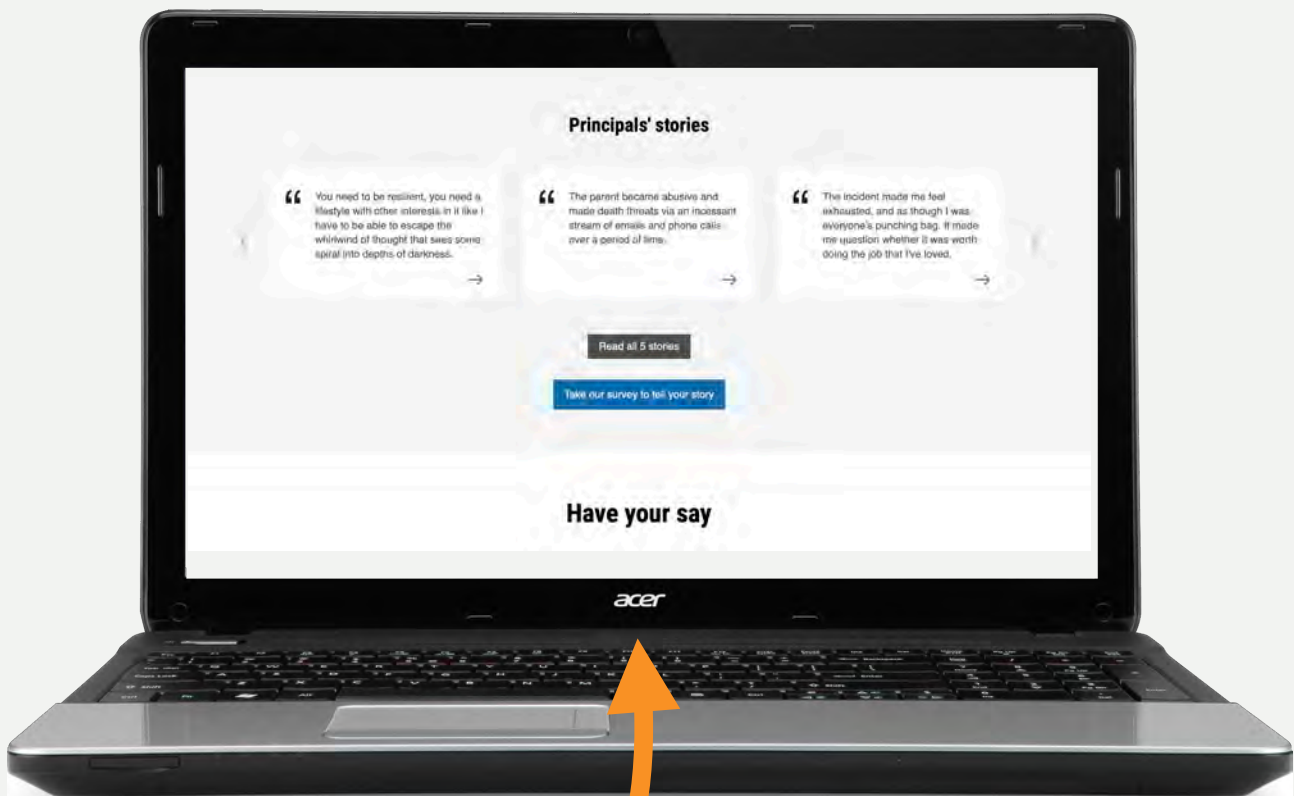 Principals' stories
“ You need to be resilient, you need a
lifestyle with other interests in it like I
have to be able to escape the
whirlwind of thought that sees some
spiral into depths of darkness.
“ The parent became abusive and
made death threats via an incessant
stream of emails and phone calls
over a period of time.
“ The incident made me feel
exhausted, and as though I was
everyone's punching bag. It made
me question whether it was worth
doing the job that I've loved.
Read all 5 stories
Take our survey to tell your story
Have your say
acer